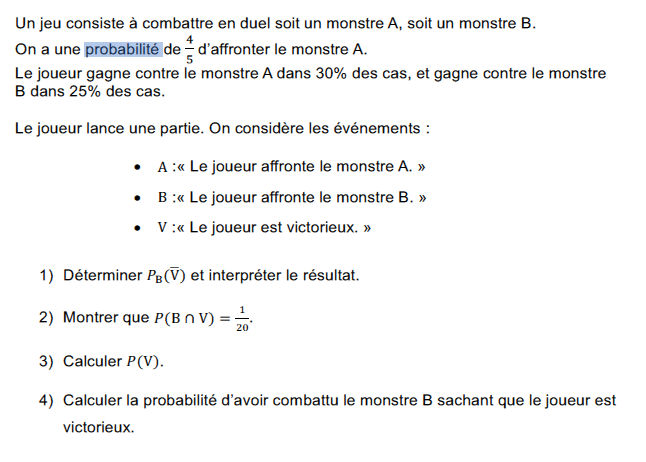 Un jeu consiste à combattre en duel soit un monstre A, soit un monstre B.
On a une probabilité de 4/5 d'affronter le monstre A.
Le joueur gagne contre le monstre A dans 30% des cas, et gagne contre le monstre
B dans 25% des cas.
Le joueur lance une partie. On considère les événements :
• A :« Le joueur affronte le monstre A. »
• B :« Le joueur affronte le monstre B. »
• V :« Le joueur est victorieux. »
1) Déterminer P_B(V̅) et interpréter le résultat.
2) Montrer que P(B ∩ V) = 1/20.
3) Calculer P(V).
4) Calculer la probabilité d'avoir combattu le monstre B sachant que le joueur est
victorieux.